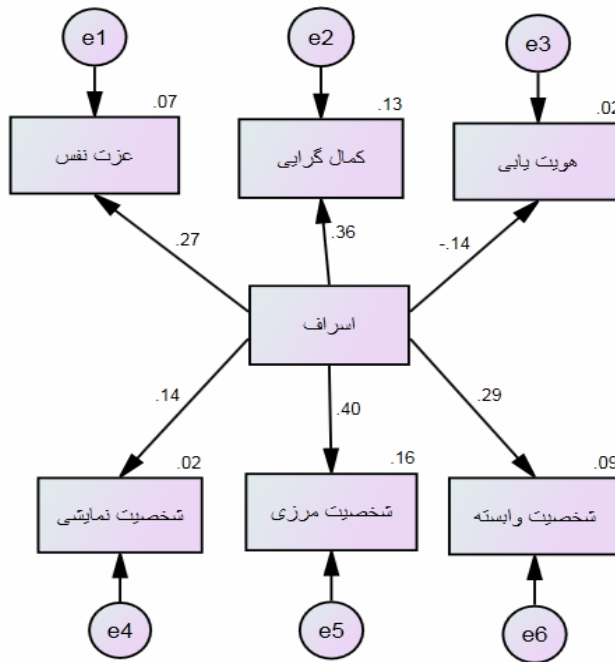 e1
e2
e3
.07
.13
.02
عزت نفس
کمال گرایی
هویت یابی
.27
.36
-.14
اسراف
.14
.40
.29
.02
.16
.09
شخصیت نمایشی
شخصیت مرزی
شخصیت وابسته
e4
e5
e6